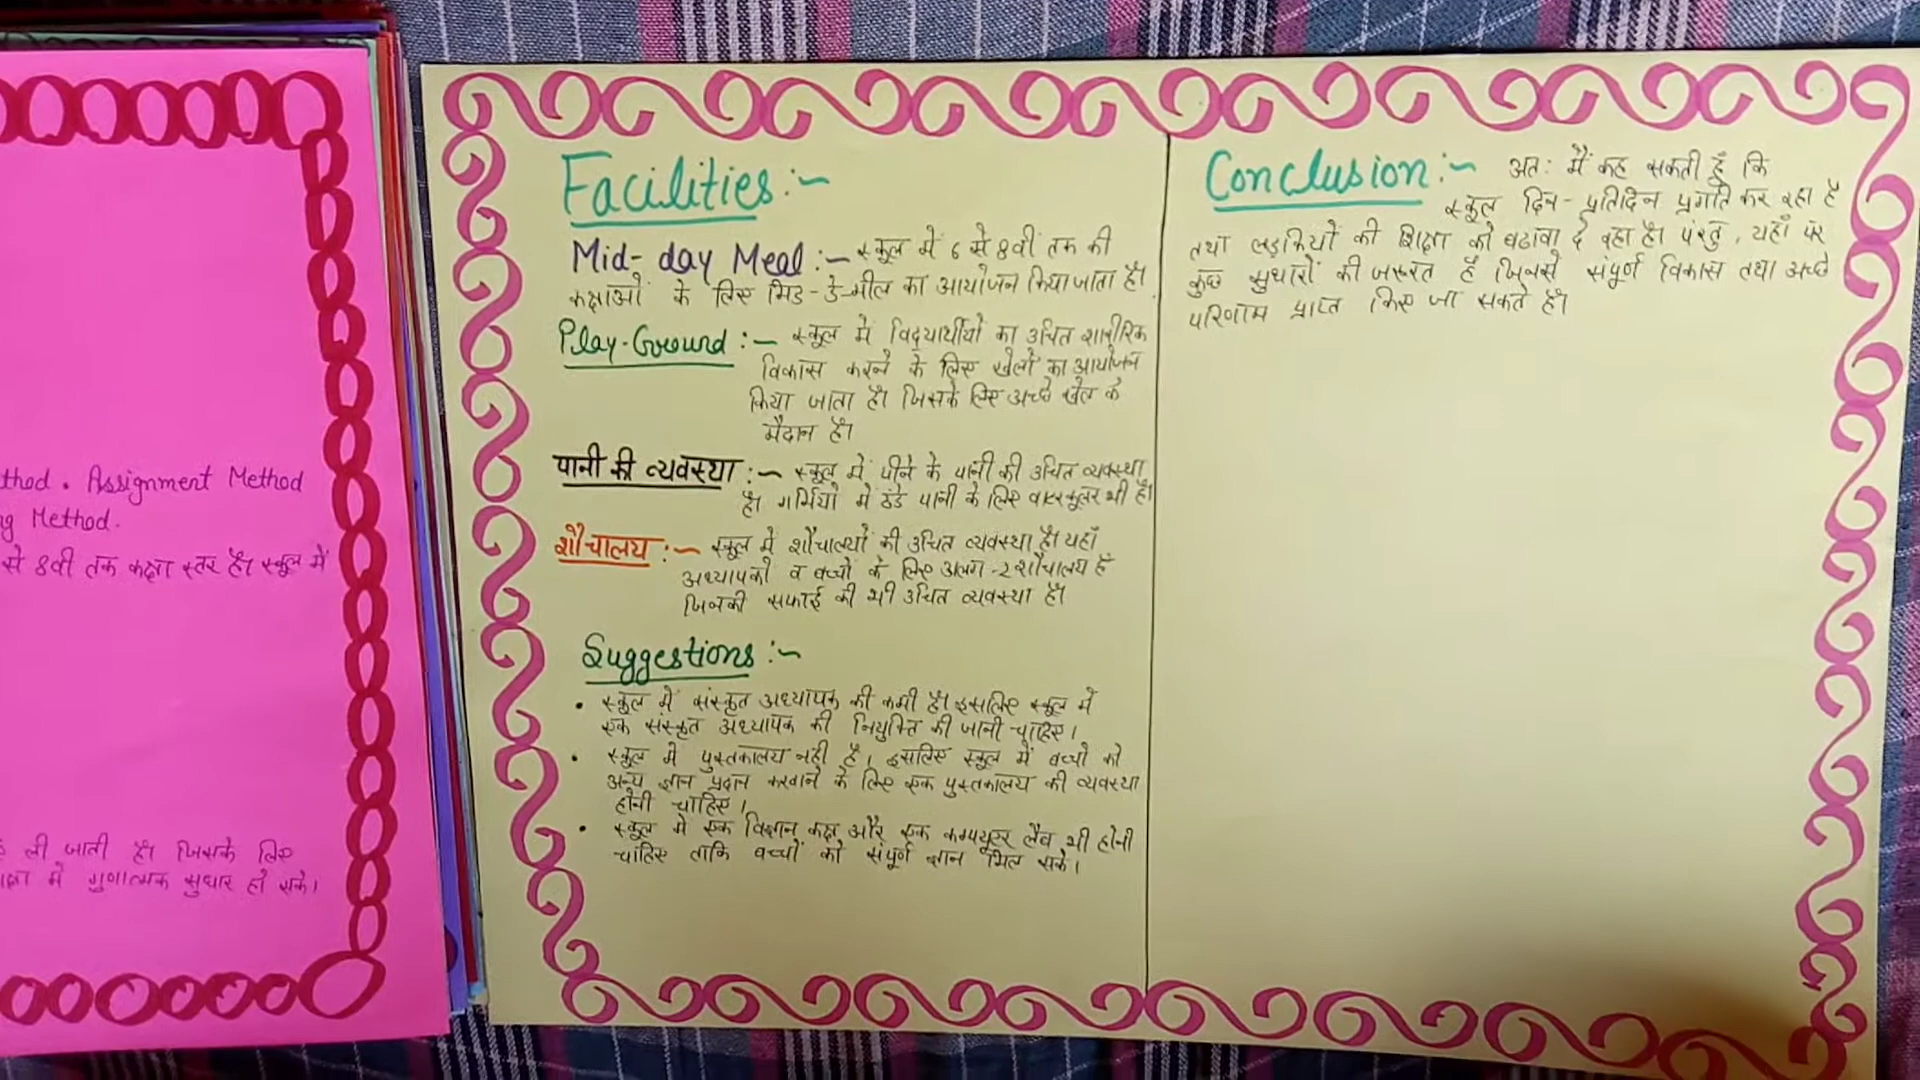 thod. Assignment Method
g Method.
से 8वी तक कक्षा स्तर है। स्कूल में
ली जाती है। जिसके लिए
में गुणात्मक सुधार हो सके।
Facilities :~
Mid-day Meal :~ स्कूल में 6 से 8वी तक की
कक्षाओं के लिए मिड-डे-मील का आयोजन किया जाता है।
Play-Ground :~ स्कूल में विद्यार्थीयों का उचित शारीरिक
विकास करने के लिए खेलों का आयोजन
किया जाता है। जिसके लिए अच्छे खेल के
मैदान है।
पानी की व्यवस्था :~ स्कूल में पीने के पानी की उचित व्यवस्था
है। गर्मियों में ठंडे पानी के लिए वाटरकूलर भी है।
शौचालय :~ स्कूल में शौचालयों की उचित व्यवस्था है। यहाँ
अध्यापकों व बच्चों के लिए अलग-2 शौचालय हैं
जिनकी सफाई की भी उचित व्यवस्था है।
Suggestions :~
• स्कूल में संस्कृत अध्यापक की कमी है। इसलिए स्कूल में
एक संस्कृत अध्यापक की नियुक्ति की जानी चाहिए।
• स्कूल में पुस्तकालय नही है। इसलिए स्कूल में बच्चों को
अन्य ज्ञान प्रदान करवाने के लिए एक पुस्तकालय की व्यवस्था
होनी चाहिए।
• स्कूल में एक विज्ञान कक्ष और एक कम्पयूटर लैब भी होनी
चाहिए ताकि बच्चों को संपूर्ण ज्ञान मिल सके।
Conclusion :~ अतः मैं कह सकती हूँ कि
स्कूल दिन-प्रतिदिन प्रगति कर रहा है
तथा लड़कियों की शिक्षा को बढावा दे रहा है। परंतु, यहाँ पर
कुछ सुधारों की जरूरत है जिनसे संपूर्ण विकास तथा अच्छे
परिणाम प्राप्त किए जा सकते है।